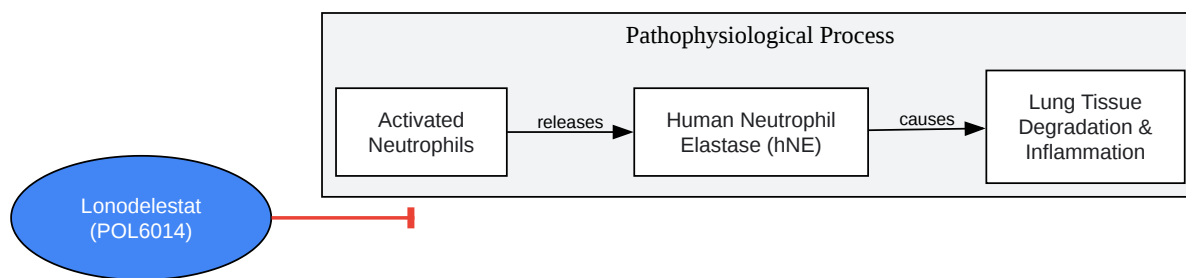 Pathophysiological Process
Activated
Neutrophils
releases
Human Neutrophil
Elastase (hNE)
causes
Lung Tissue
Degradation &
Inflammation
Lonodelestat
(POL6014)